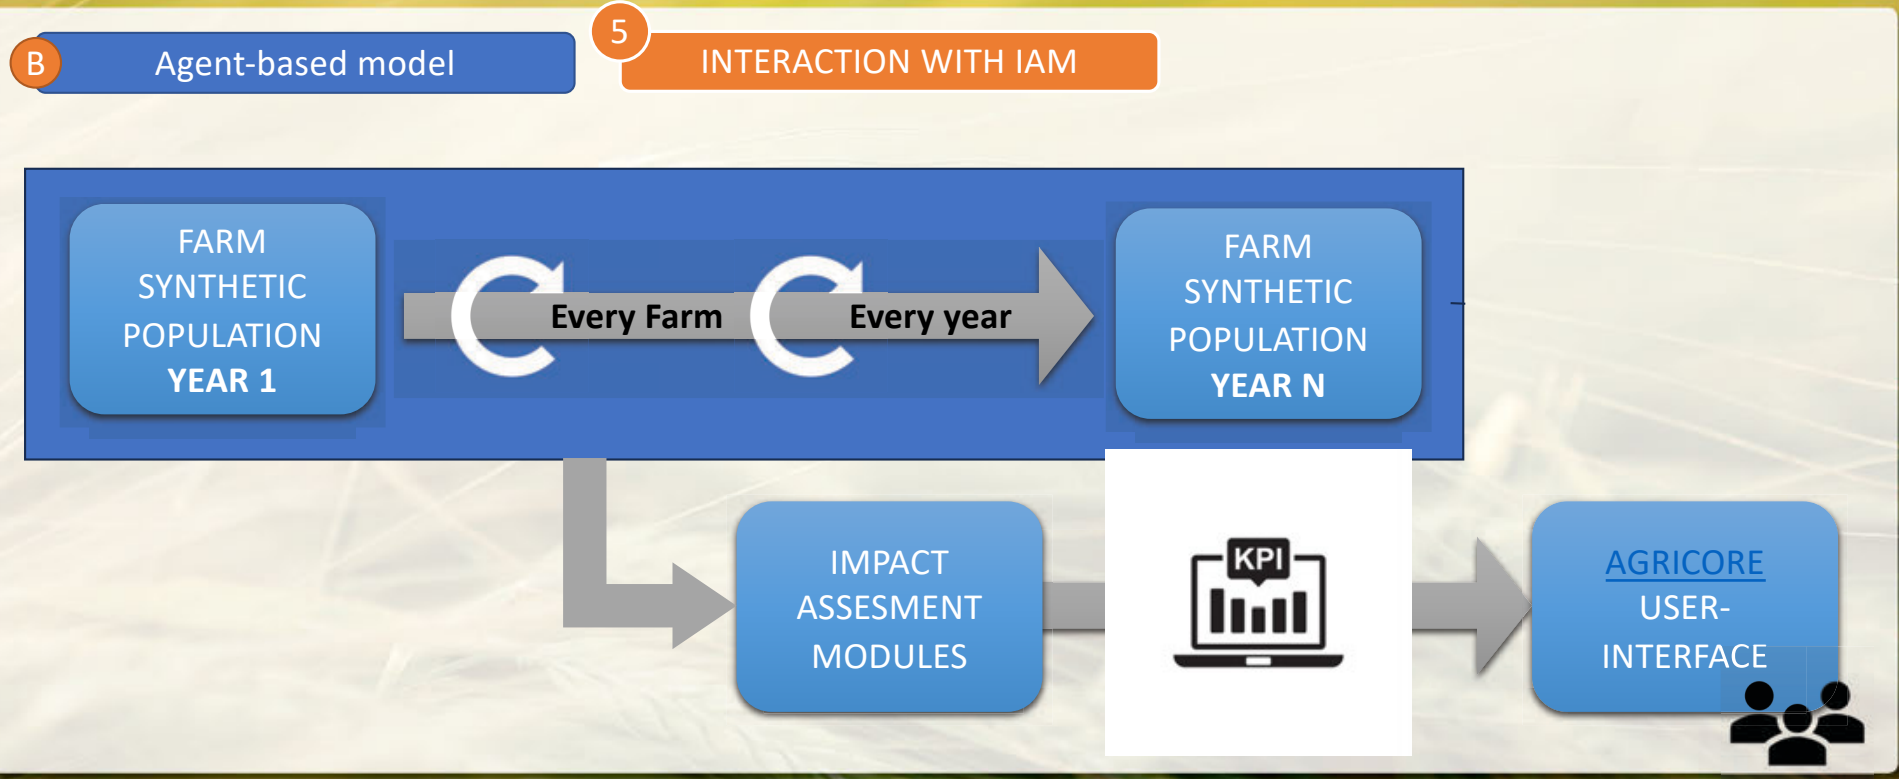 B
Agent-based model
5
INTERACTION WITH IAM
FARM
SYNTHETIC
POPULATION
YEAR 1
Every Farm
Every year
FARM
SYNTHETIC
POPULATION
YEAR N
IMPACT
ASSESMENT
MODULES
KPI
AGRICORE
USER-
INTERFACE